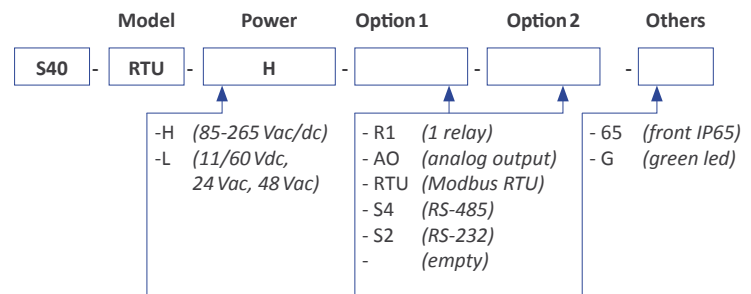 Model Power Option 1 Option 2 Others
S40 - RTU - H - - -
-H (85-265 Vac/dc)
-L (11/60 Vdc,
24 Vac, 48 Vac)
- R1 (1 relay)
- AO (analog output)
- RTU (Modbus RTU)
- S4 (RS-485)
- S2 (RS-232)
- (empty)
- 65 (front IP65)
- G (green led)